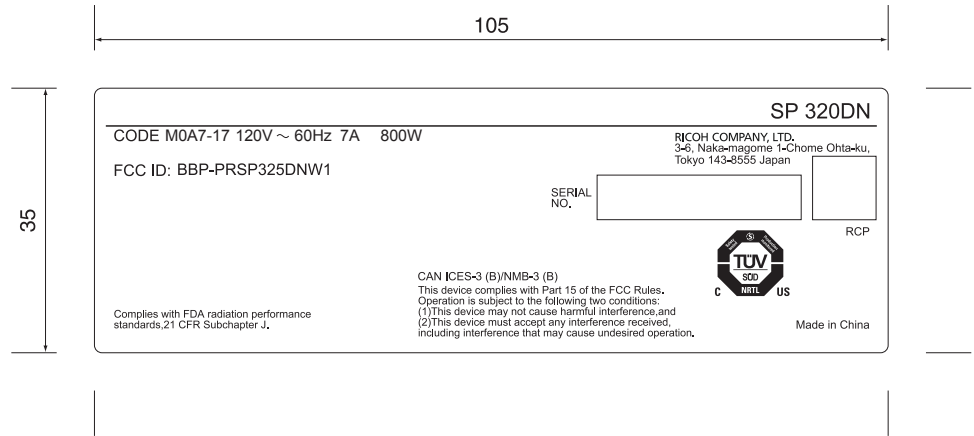 105
35
SP 320DN
CODE M0A7-17 120V ~ 60Hz 7A 800W
RICOH COMPANY, LTD.
3-6, Naka-magome 1-Chome Ohta-ku,
Tokyo 143-8555 Japan
FCC ID: BBP-PRSP325DNW1
SERIAL
NO.
RCP
TÜV
SÜD
C NRTL US
CAN ICES-3 (B)/NMB-3 (B)
This device complies with Part 15 of the FCC Rules.
Operation is subject to the following two conditions:
(1)This device may not cause harmful interference,and
(2)This device must accept any interference received,
including interference that may cause undesired operation.
Complies with FDA radiation performance
standards,21 CFR Subchapter J.
Made in China